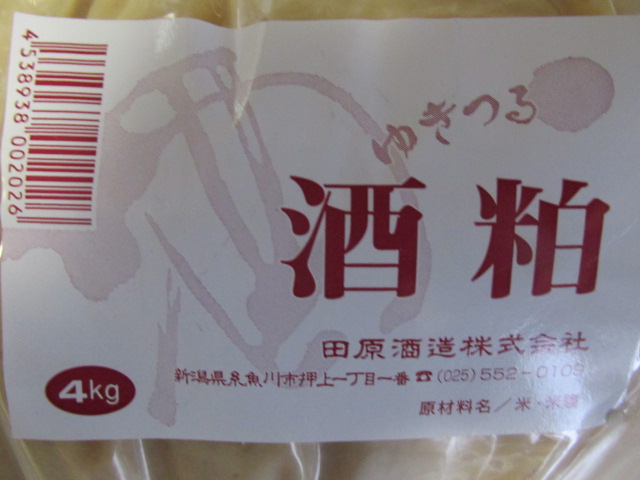 4538938 002026
ゆきつる
酒粕
田原酒造株式会社
新潟県糸魚川市押上一丁目一番 ☎(025)552-0109
4kg
原材料名/米・米麹